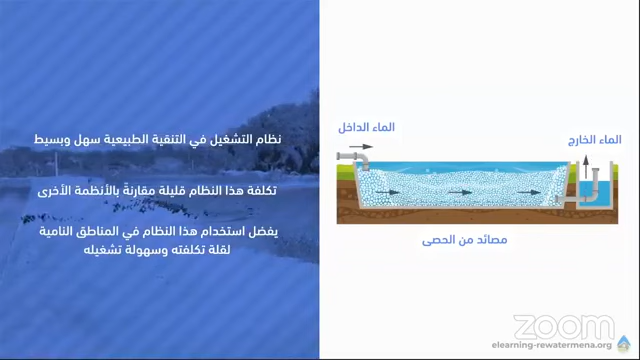 نظام التشغيل في التنقية الطبيعية سهل وبسيط
تكلفة هذا النظام قليلة مقارنةً بالأنظمة الأخرى
يفضل استخدام هذا النظام في المناطق النامية
لقلة تكلفته وسهولة تشغيله
الماء الداخل
الماء الخارج
مصائد من الحصى
zoom
elearning-rewatermena.org